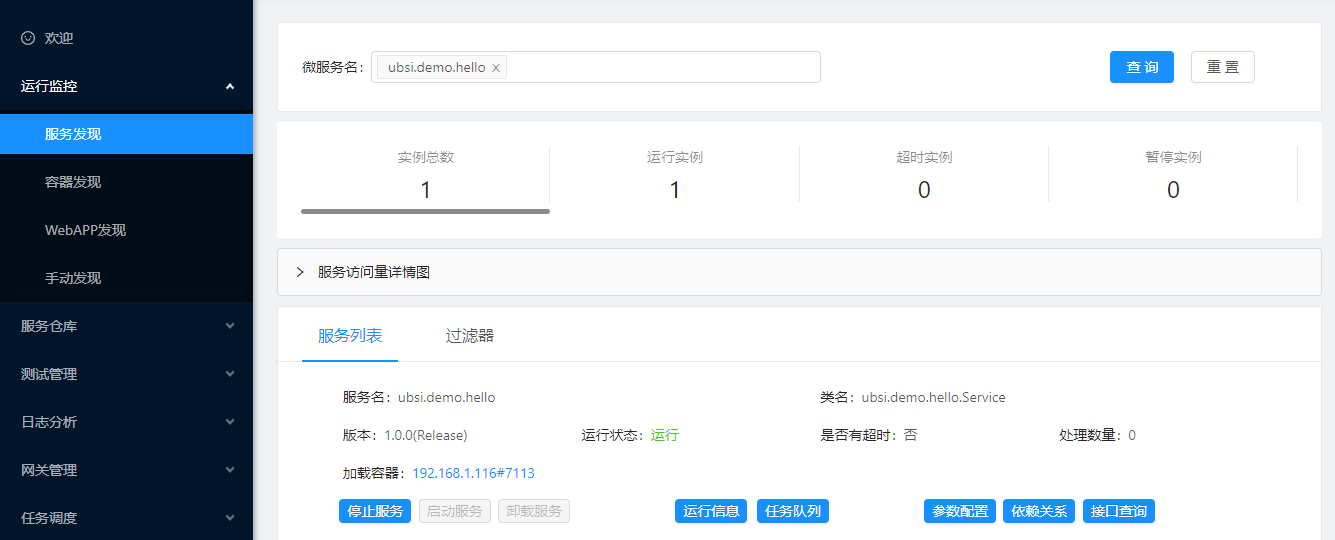 欢迎
运行监控
服务发现
容器发现
WebAPP发现
手动发现
服务仓库
测试管理
日志分析
网关管理
任务调度
微服务名： ubsi.demo.hello 查 询 重 置
实例总数 运行实例 超时实例 暂停实例
1 1 0 0
服务访问量详情图
服务列表 过滤器
服务名：ubsi.demo.hello 类名：ubsi.demo.hello.Service
版本：1.0.0(Release) 运行状态：运行 是否有超时：否 处理数量：0
加载容器：192.168.1.116#7113
停止服务 启动服务 卸载服务 运行信息 任务队列 参数配置 依赖关系 接口查询